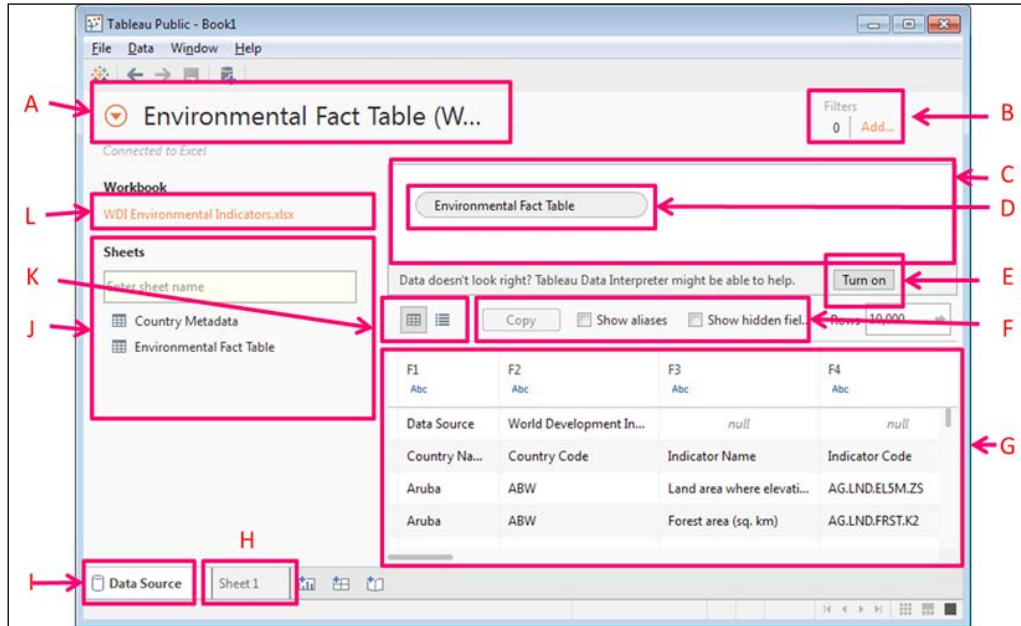 Tableau Public - Book1
File Data Window Help
A
Environmental Fact Table (W...
Filters
0 Add...
B
Connected to Excel
C
Workbook
L
WDI Environmental Indicators.xlsx
Environmental Fact Table
D
Sheets
K
Enter sheet name
Data doesn't look right? Tableau Data Interpreter might be able to help.
Turn on
E
J
Country Metadata
Copy Show aliases Show hidden fiel... Rows 10,000
F
Environmental Fact Table
F1 F2 F3 F4
Abc Abc Abc Abc
Data Source World Development In... null null
G
Country Na... Country Code Indicator Name Indicator Code
Aruba ABW Land area where elevati... AG.LND.EL5M.ZS
Aruba ABW Forest area (sq. km) AG.LND.FRST.K2
H
I
Data Source Sheet 1